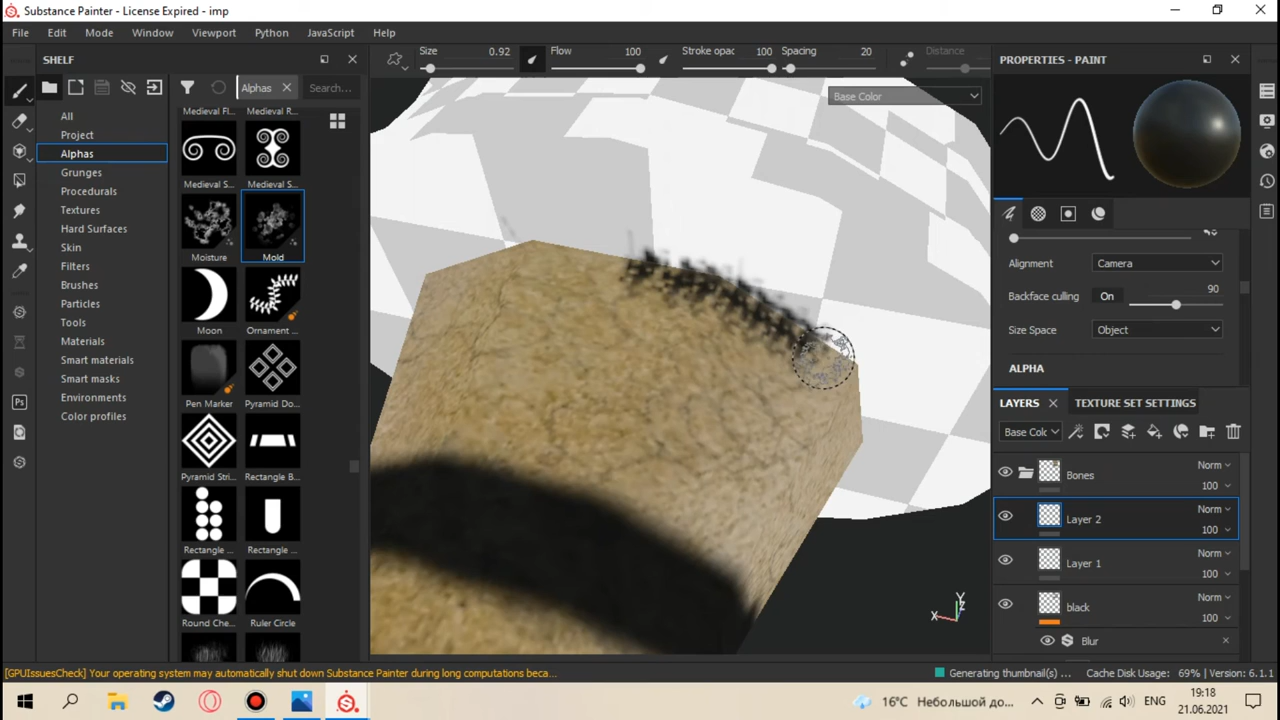 Substance Painter - License Expired - imp
File Edit Mode Window Viewport Python JavaScript Help
SHELF
Size 0.92 Flow 100 Stroke opac 100 Spacing 20 Distance
PROPERTIES - PAINT
Alphas Search...
Base Color
All
Project
Alphas
Grunges
Procedurals
Textures
Hard Surfaces
Skin
Filters
Brushes
Particles
Tools
Materials
Smart materials
Smart masks
Environments
Color profiles
Medieval Fl... Medieval R...
Medieval S... Medieval S...
Moisture Mold
Moon Ornament ...
Pen Marker Pyramid Do...
Pyramid Stri... Rectangle B...
Rectangle ... Rectangle ...
Round Che... Ruler Circle
Alignment Camera
Backface culling On 90
Size Space Object
ALPHA
LAYERS TEXTURE SET SETTINGS
Base Colc
Bones Norm 100
Layer 2 Norm 100
Layer 1 Norm 100
black Norm 100
Blur
Y
Z
X
Ps
[GPUIssuesCheck] Your operating system may automatically shut down Substance Painter during long computations beca...
Generating thumbnail(s) ... Cache Disk Usage: 69% | Version: 6.1.1
16°C Небольшой до... ENG
19:18
21.06.2021